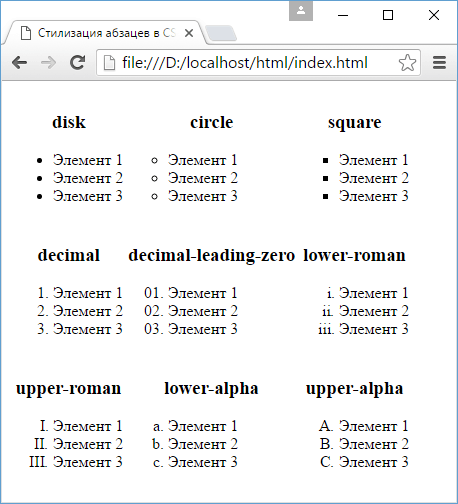 Стилизация абзацев в CS
file:///D:/localhost/html/index.html
disk circle square
• Элемент 1 ○ Элемент 1 ▪ Элемент 1
• Элемент 2 ○ Элемент 2 ▪ Элемент 2
• Элемент 3 ○ Элемент 3 ▪ Элемент 3
decimal decimal-leading-zero lower-roman
1. Элемент 1 01. Элемент 1 i. Элемент 1
2. Элемент 2 02. Элемент 2 ii. Элемент 2
3. Элемент 3 03. Элемент 3 iii. Элемент 3
upper-roman lower-alpha upper-alpha
I. Элемент 1 a. Элемент 1 A. Элемент 1
II. Элемент 2 b. Элемент 2 B. Элемент 2
III. Элемент 3 c. Элемент 3 C. Элемент 3